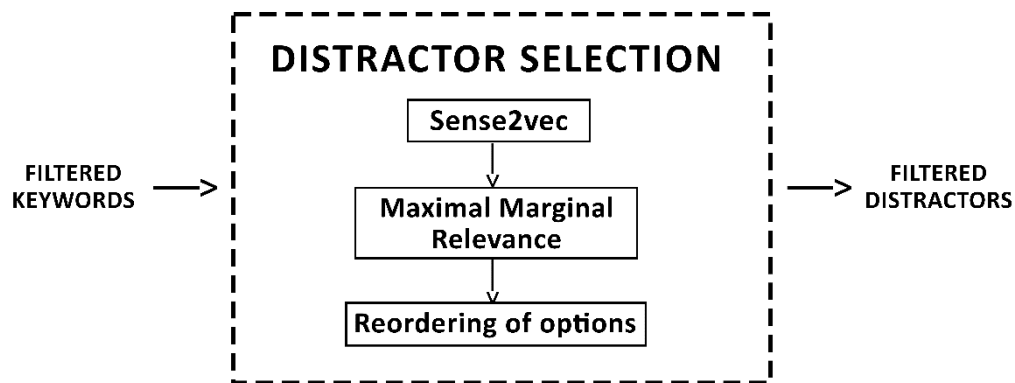 DISTRACTOR SELECTION
Sense2vec
FILTERED
KEYWORDS
Maximal Marginal
Relevance
FILTERED
DISTRACTORS
Reordering of options